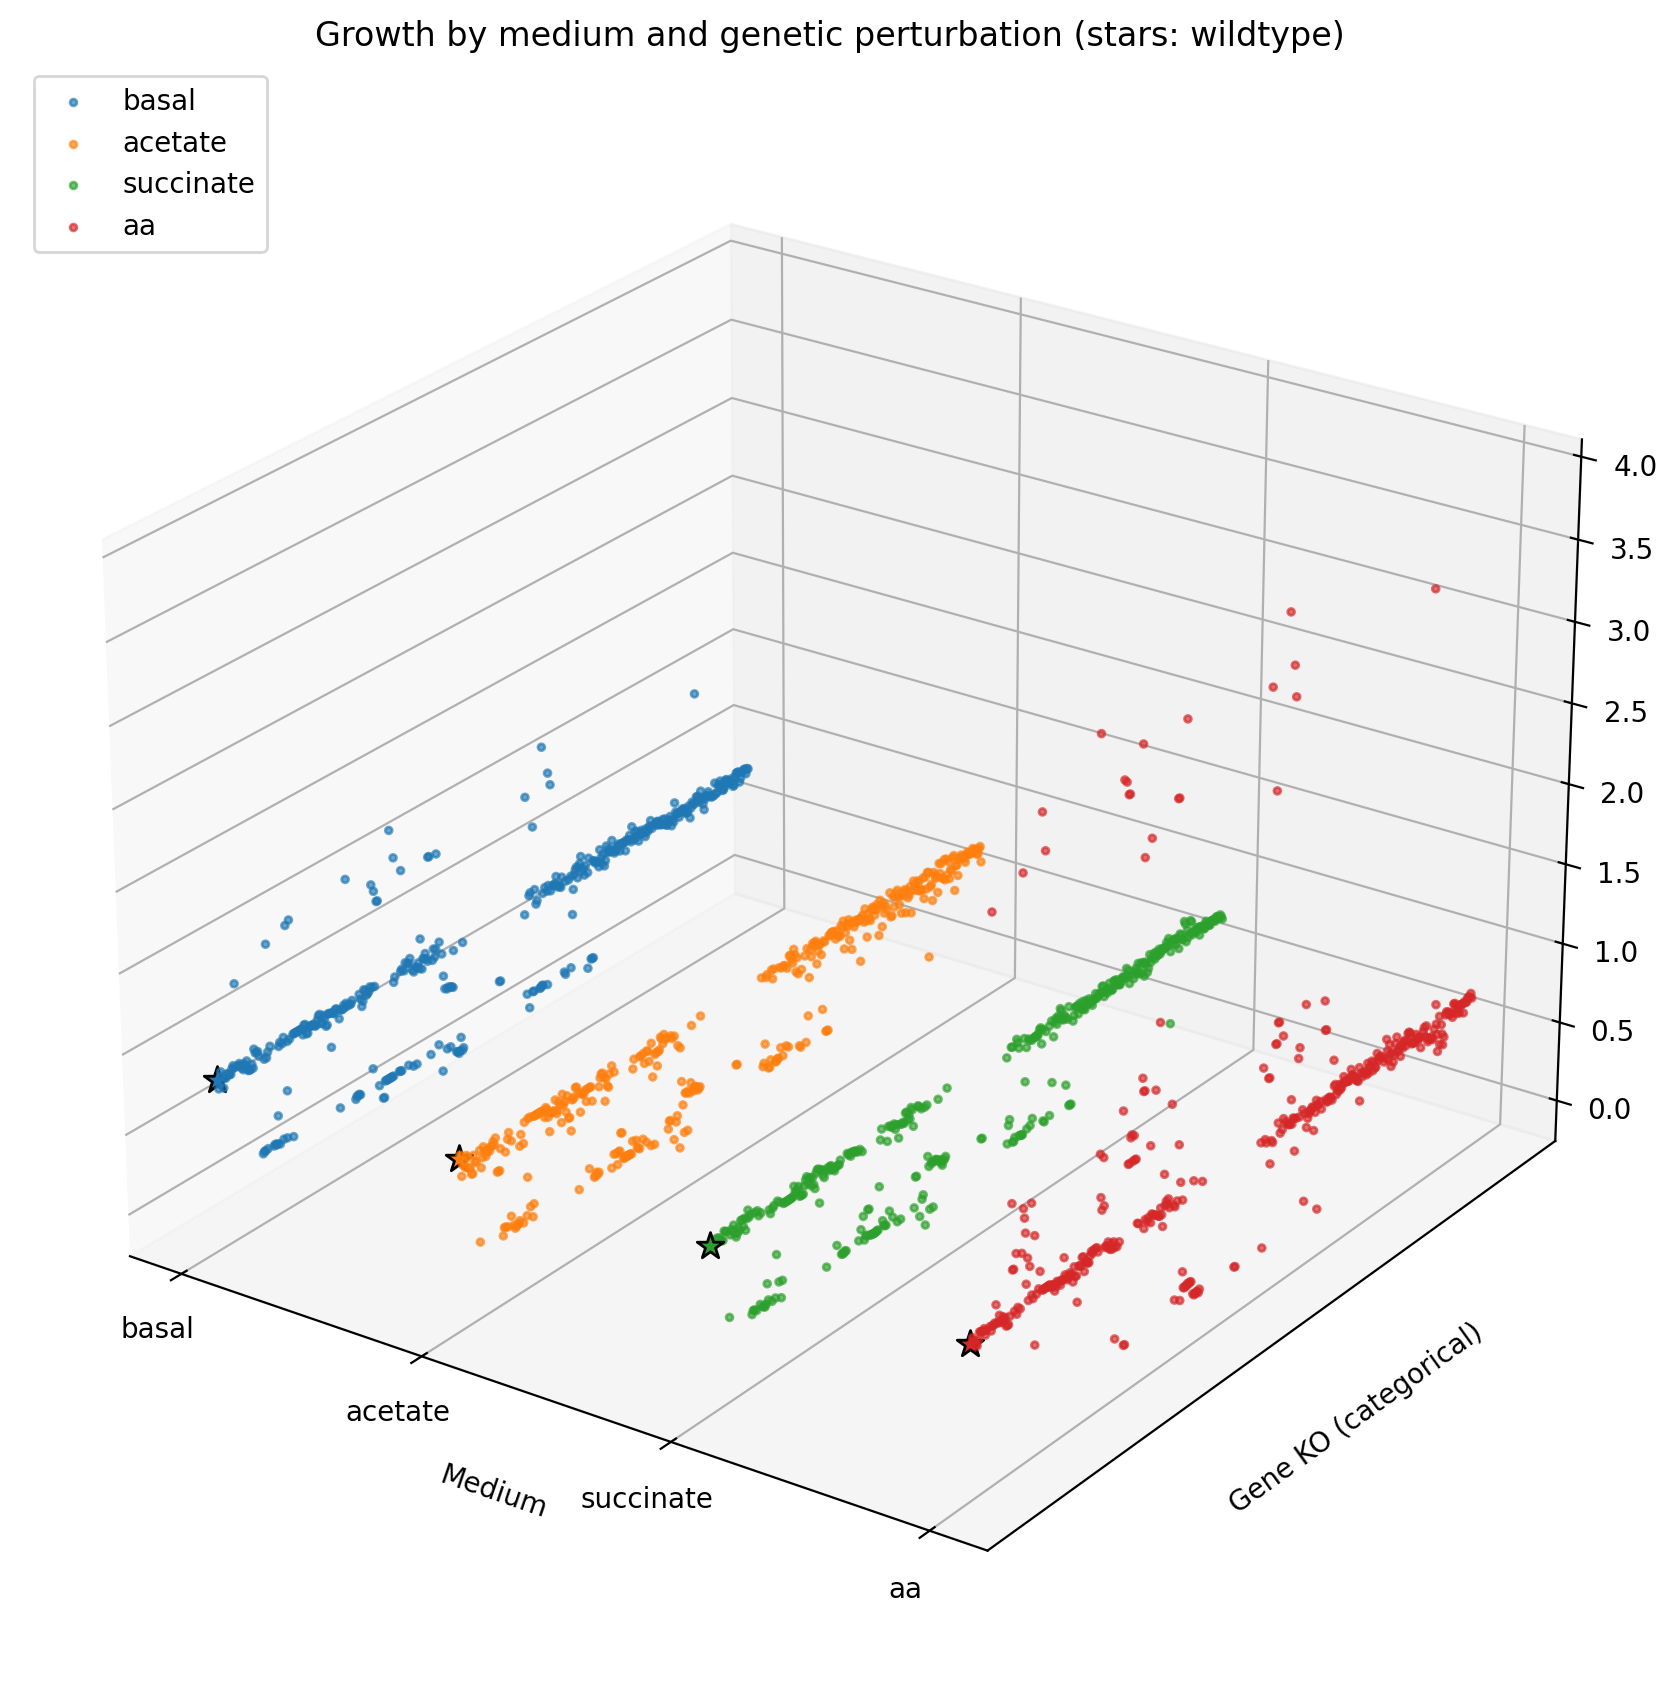 Growth by medium and genetic perturbation (stars: wildtype)
basal
acetate
succinate
aa
4.0
3.5
3.0
2.5
2.0
1.5
1.0
0.5
0.0
basal
acetate
succinate
aa
Medium
Gene KO (categorical)